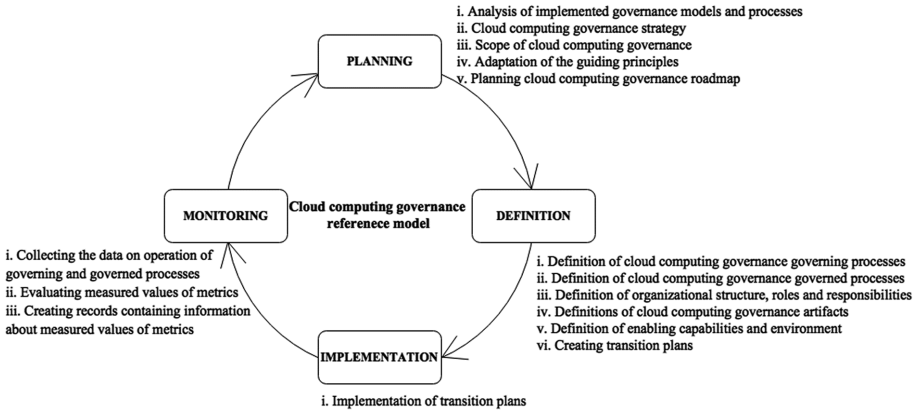 i. Analysis of implemented governance models and processes
ii. Cloud computing governance strategy
iii. Scope of cloud computing governance
iv. Adaptation of the guiding principles
v. Planning cloud computing governance roadmap
PLANNING
MONITORING
Cloud computing governance
referenece model
DEFINITION
i. Collecting the data on operation of
governing and governed processes
ii. Evaluating measured values of metrics
iii. Creating records containing information
about measured values of metrics
i. Definition of cloud computing governance governing processes
ii. Definition of cloud computing governance governed processes
iii. Definition of organizational structure, roles and responsibilities
iv. Definitions of cloud computing governance artifacts
v. Definition of enabling capabilities and environment
vi. Creating transition plans
IMPLEMENTATION
i. Implementation of transition plans